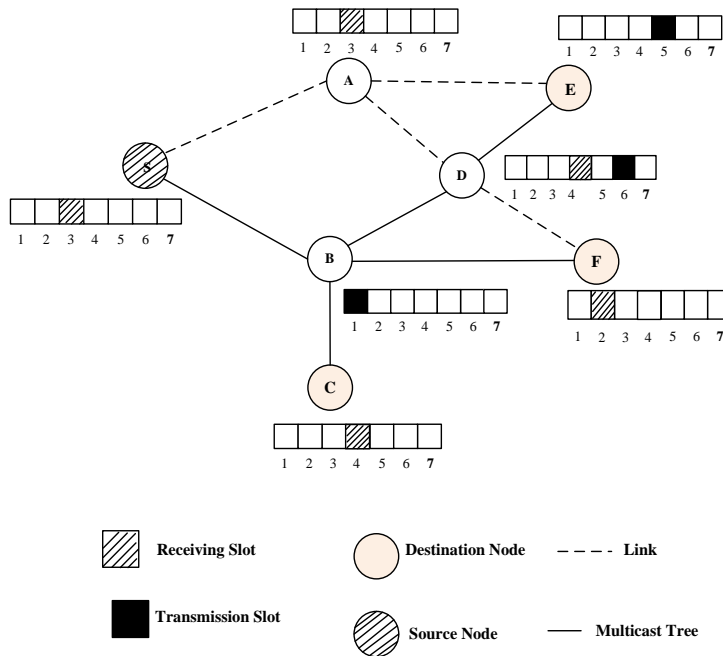 1 2 3 4 5 6 7
1 2 3 4 5 6 7
A
E
S
D
1 2 3 4 5 6 7
1 2 3 4 5 6 7
B
F
1 2 3 4 5 6 7
1 2 3 4 5 6 7
C
1 2 3 4 5 6 7
Receiving Slot
Destination Node
Link
Transmission Slot
Source Node
Multicast Tree